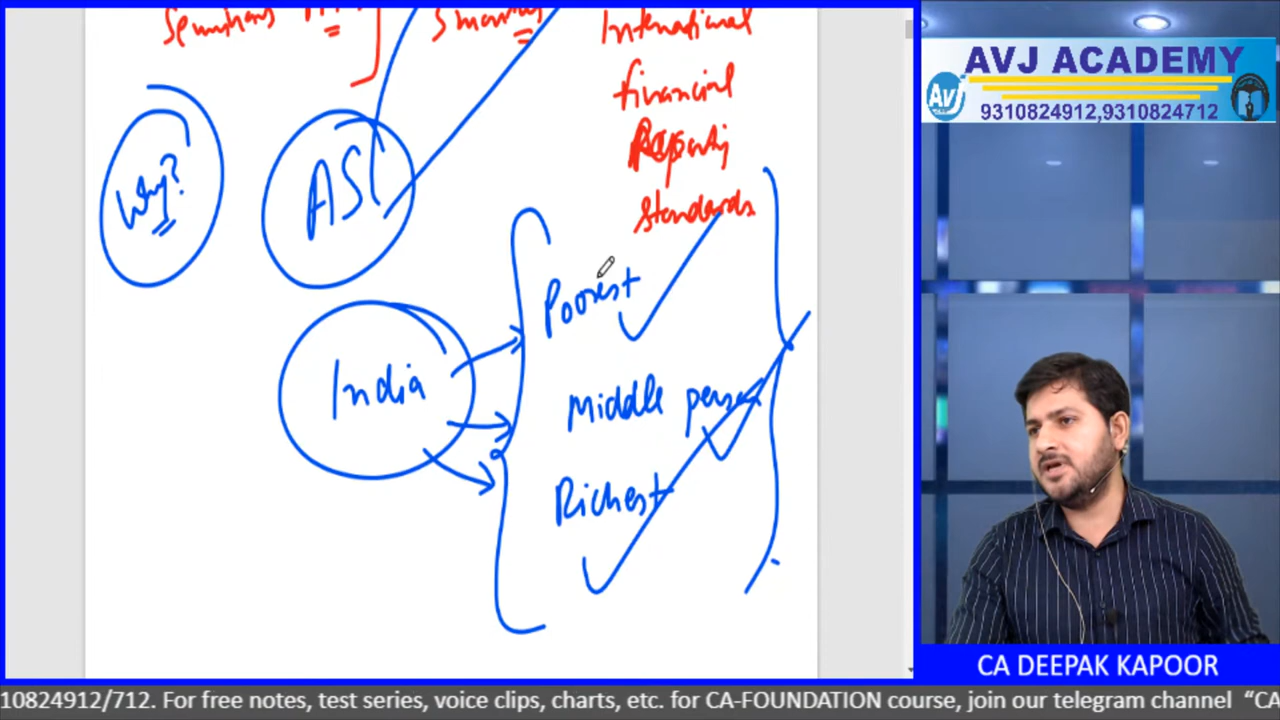 International
financial
Reporting
standards
Why?
AS
India
Poorest
Middle person
Richest
AVJ ACADEMY
AV
9310824912,9310824712
CA DEEPAK KAPOOR
10824912/712. For free notes, test series, voice clips, charts, etc. for CA-FOUNDATION course, join our telegram channel "CA